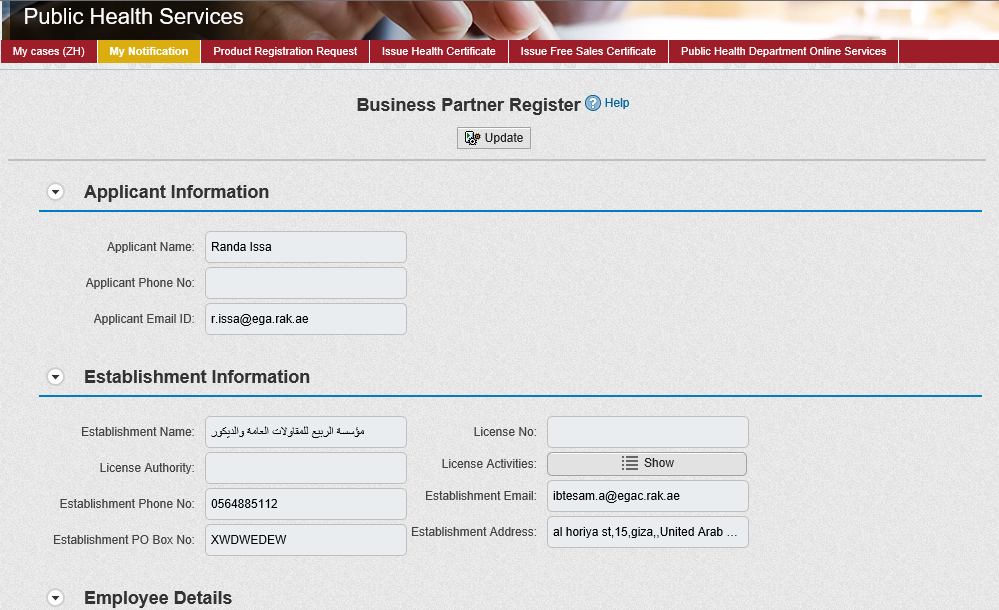 Public Health Services
My cases (ZH) My Notification Product Registration Request Issue Health Certificate Issue Free Sales Certificate Public Health Department Online Services
Business Partner Register ? Help
Update
Applicant Information
Applicant Name: Randa Issa
Applicant Phone No:
Applicant Email ID: r.issa@ega.rak.ae
Establishment Information
Establishment Name: مؤسسة الربيع للمقاولات العامة والديكور License No:
License Authority: License Activities: Show
Establishment Phone No: 0564885112 Establishment Email: ibtesam.a@egac.rak.ae
Establishment PO Box No: XWDWEDEW Establishment Address: al horiya st,15,giza,,United Arab ...
Employee Details